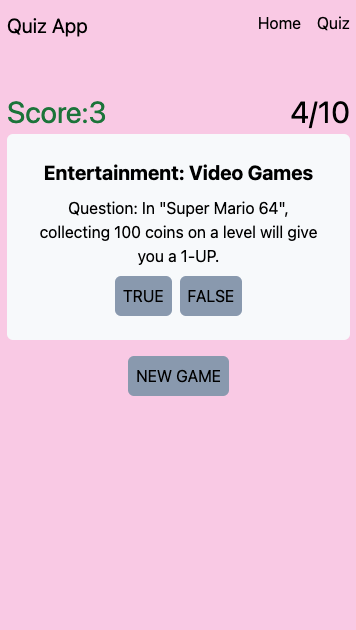 Quiz App
Home
Quiz
Score:3
4/10
Entertainment: Video Games
Question: In "Super Mario 64",
collecting 100 coins on a level will give
you a 1-UP.
TRUE
FALSE
NEW GAME